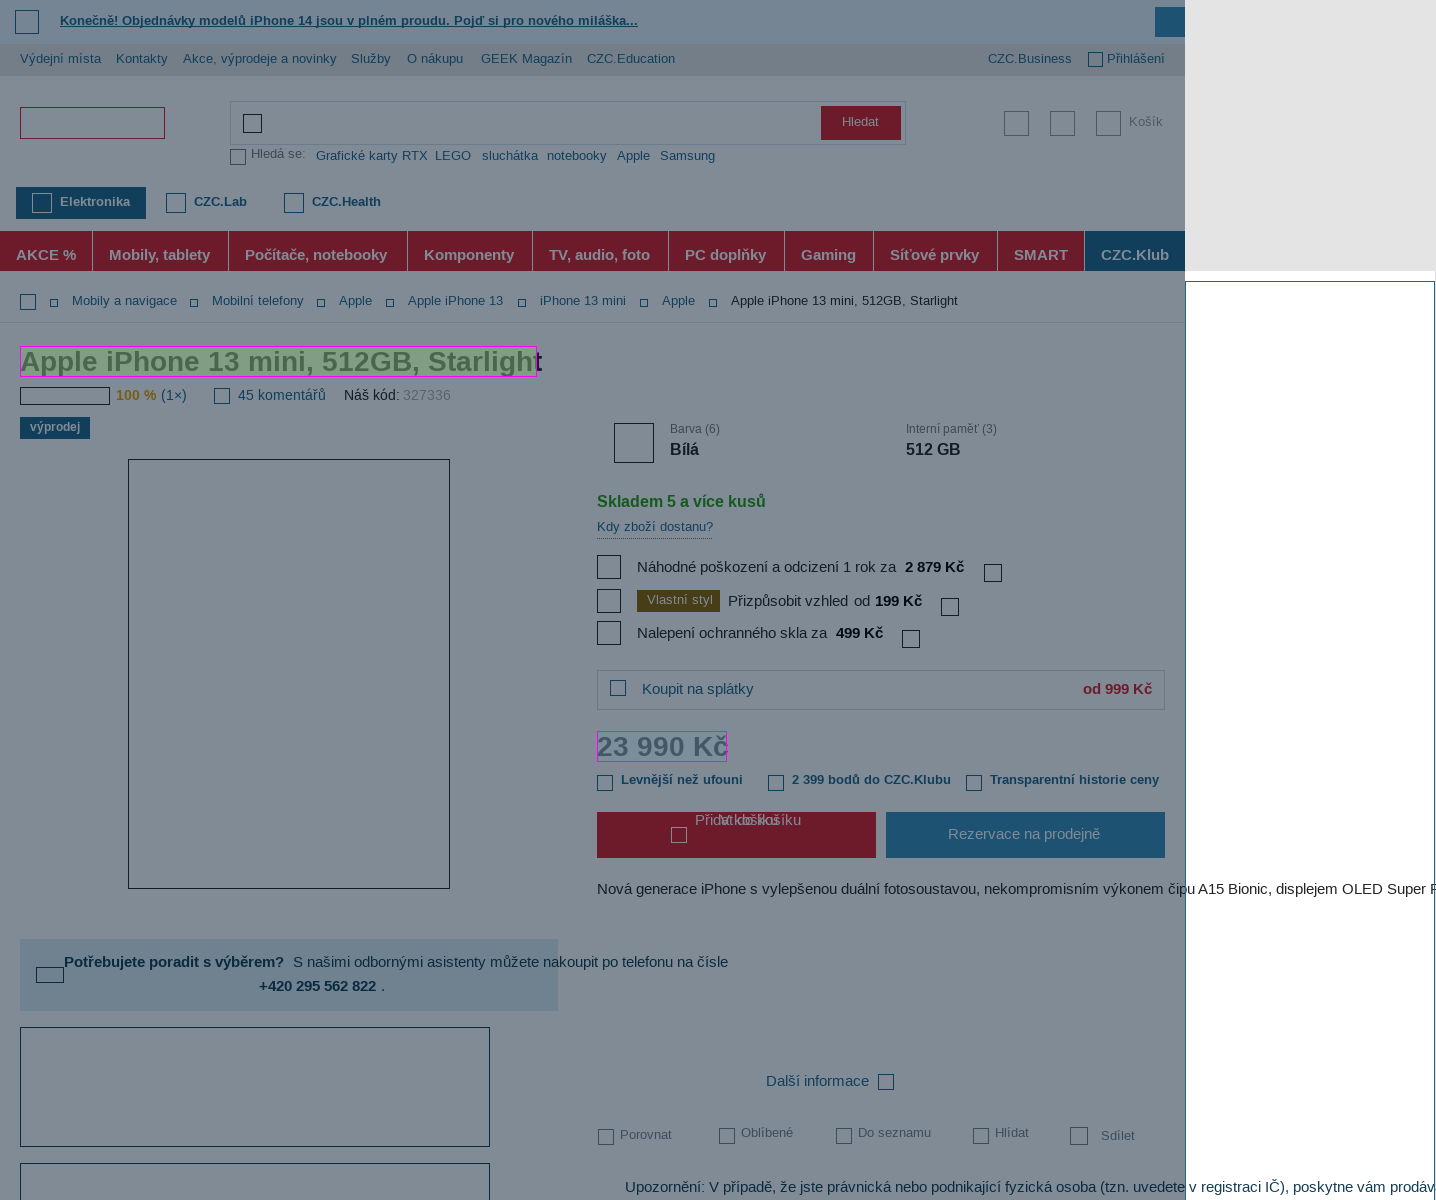 Konečně! Objednávky modelů iPhone 14 jsou v plném proudu. Pojď si pro nového miláška...
Výdejní místa Kontakty Akce, výprodeje a novinky Služby O nákupu GEEK Magazín CZC.Education CZC.Business Přihlášení
Hledat Košík
Hledá se: Grafické karty RTX LEGO sluchátka notebooky Apple Samsung
Elektronika CZC.Lab CZC.Health
AKCE % Mobily, tablety Počítače, notebooky Komponenty TV, audio, foto PC doplňky Gaming Síťové prvky SMART CZC.Klub
Mobily a navigace Mobilní telefony Apple Apple iPhone 13 iPhone 13 mini Apple Apple iPhone 13 mini, 512GB, Starlight
Apple iPhone 13 mini, 512GB, Starlight
100 % (1×) 45 komentářů Náš kód: 327336
výprodej
Barva (6) Interní paměť (3)
Bílá 512 GB
Skladem 5 a více kusů
Kdy zboží dostanu?
Náhodné poškození a odcizení 1 rok za 2 879 Kč
Vlastní styl Přizpůsobit vzhled od 199 Kč
Nalepení ochranného skla za 499 Kč
Koupit na splátky od 999 Kč
23 990 Kč
Levnější než ufouni 2 399 bodů do CZC.Klubu Transparentní historie ceny
Přidat do košíku V košíku
Rezervace na prodejně
Nová generace iPhone s vylepšenou duální fotosoustavou, nekompromisním výkonem čipu A15 Bionic, displejem OLED Super
Potřebujete poradit s výběrem? S našimi odbornými asistenty můžete nakoupit po telefonu na čísle
+420 295 562 822 .
Další informace
Porovnat Oblíbené Do seznamu Hlídat Sdílet
Upozornění: V případě, že jste právnická nebo podnikající fyzická osoba (tzn. uvedete v registraci IČ), poskytne vám prodáv